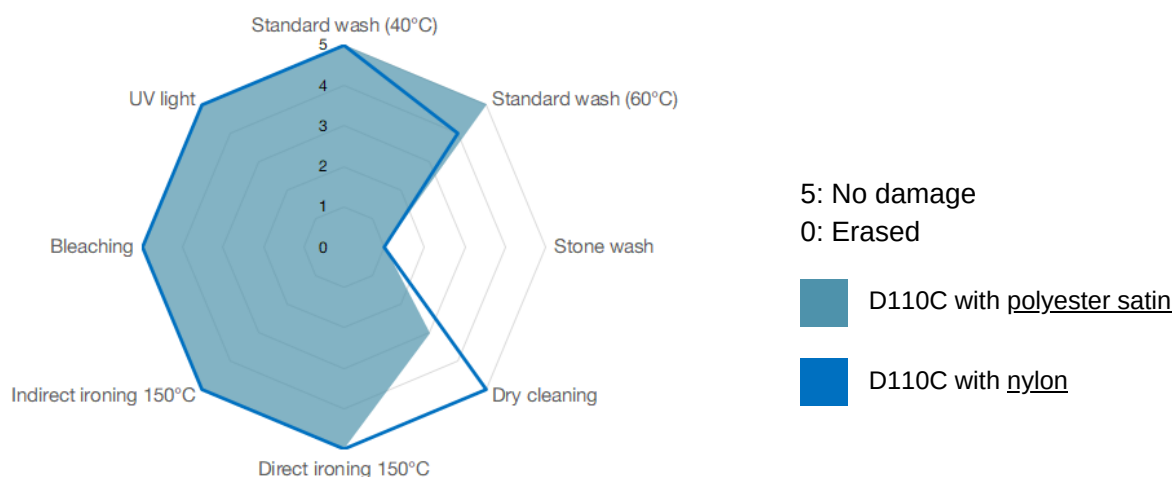 Standard wash (40°C)
5
4
3
2
1
0
UV light
Standard wash (60°C)
Bleaching
Stone wash
Indirect ironing 150°C
Dry cleaning
Direct ironing 150°C
5: No damage
0: Erased
D110C with polyester satin
D110C with nylon